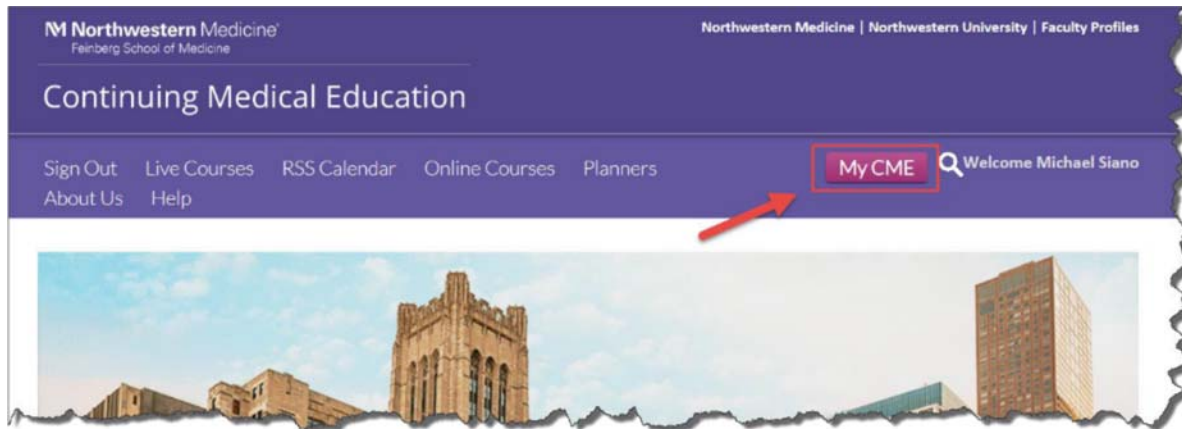 Northwestern Medicine®
Feinberg School of Medicine
Northwestern Medicine | Northwestern University | Faculty Profiles
Continuing Medical Education
Sign Out Live Courses RSS Calendar Online Courses Planners
About Us Help
My CME
Welcome Michael Siano